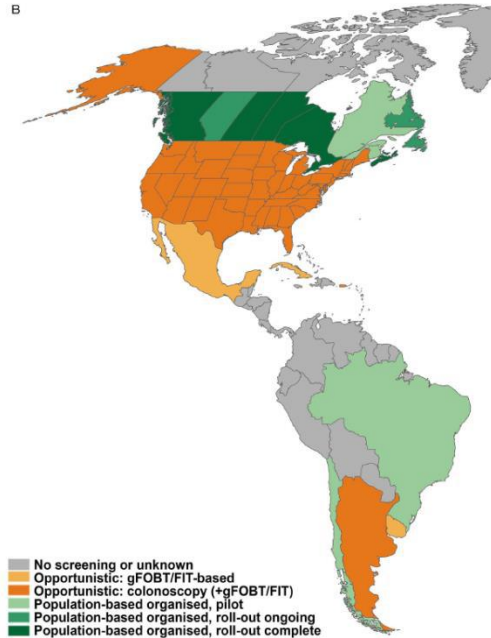 B
No screening or unknown
Opportunistic: gFOBT/FIT-based
Opportunistic: colonoscopy (+gFOBT/FIT)
Population-based organised, pilot
Population-based organised, roll-out ongoing
Population-based organised, roll-out complete